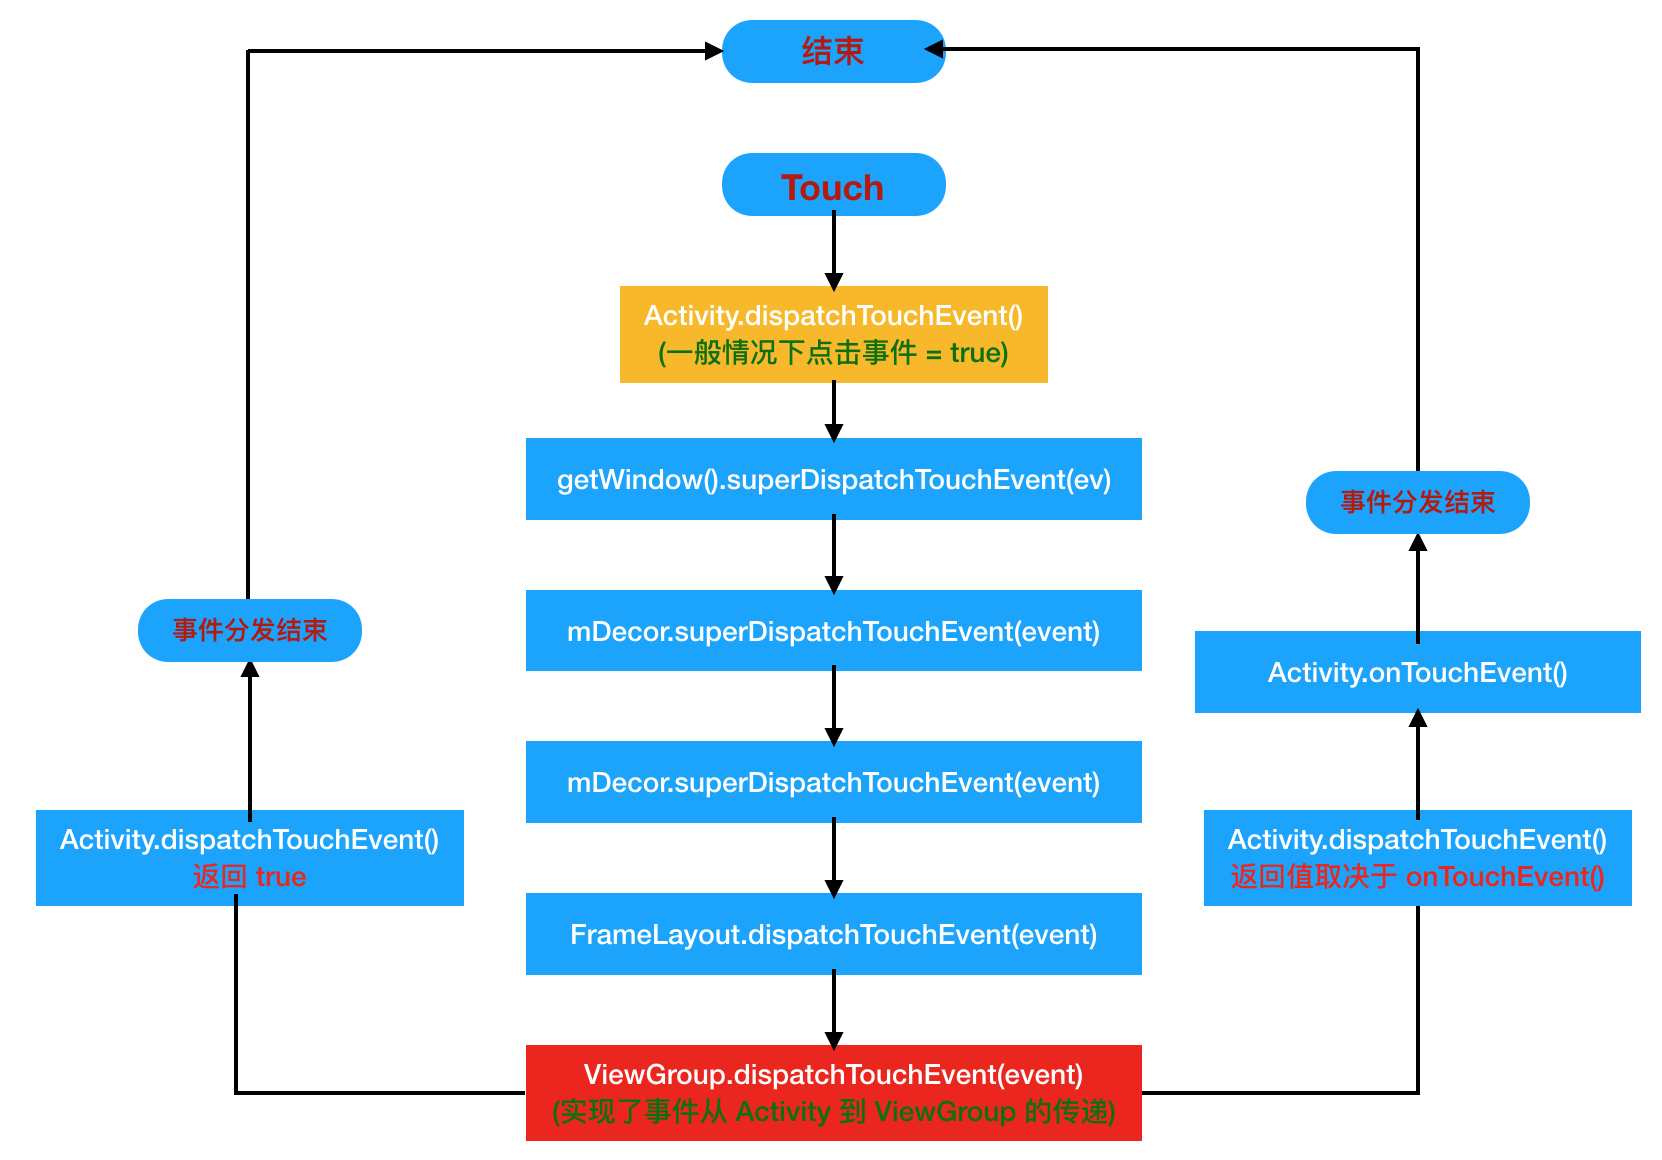 结束
Touch
Activity.dispatchTouchEvent()
(一般情况下点击事件 = true)
getWindow().superDispatchTouchEvent(ev)
事件分发结束
mDecor.superDispatchTouchEvent(event)
事件分发结束
Activity.onTouchEvent()
mDecor.superDispatchTouchEvent(event)
Activity.dispatchTouchEvent()
返回 true
Activity.dispatchTouchEvent()
返回值取决于 onTouchEvent()
FrameLayout.dispatchTouchEvent(event)
ViewGroup.dispatchTouchEvent(event)
(实现了事件从 Activity 到 ViewGroup 的传递)